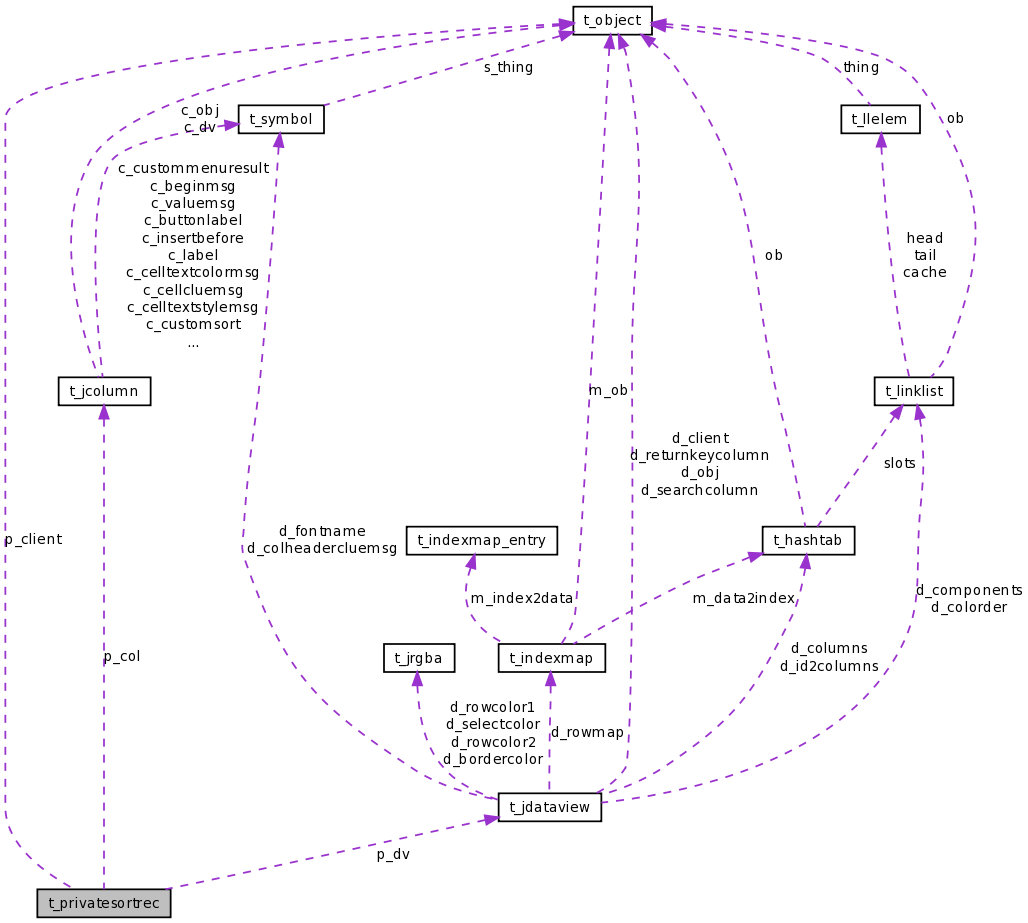 t_object
s_thing
thing
c_obj
c_dv
t_symbol
t_llelem
ob
c_custommenuresult
c_beginmsg
c_valuemsg
c_buttonlabel
c_insertbefore
c_label
c_celltextcolormsg
c_cellcluemsg
c_celltextstylemsg
c_customsort
...
ob
head
tail
cache
t_jcolumn
m_ob
t_linklist
d_client
d_returnkeycolumn
d_obj
d_searchcolumn
slots
p_client
d_fontname
d_colheadercluemsg
t_indexmap_entry
t_hashtab
m_index2data
m_data2index
d_components
d_colorder
p_col
t_jrgba
t_indexmap
d_columns
d_id2columns
d_rowcolor1
d_selectcolor
d_rowcolor2
d_bordercolor
d_rowmap
t_jdataview
p_dv
t_privatesortrec